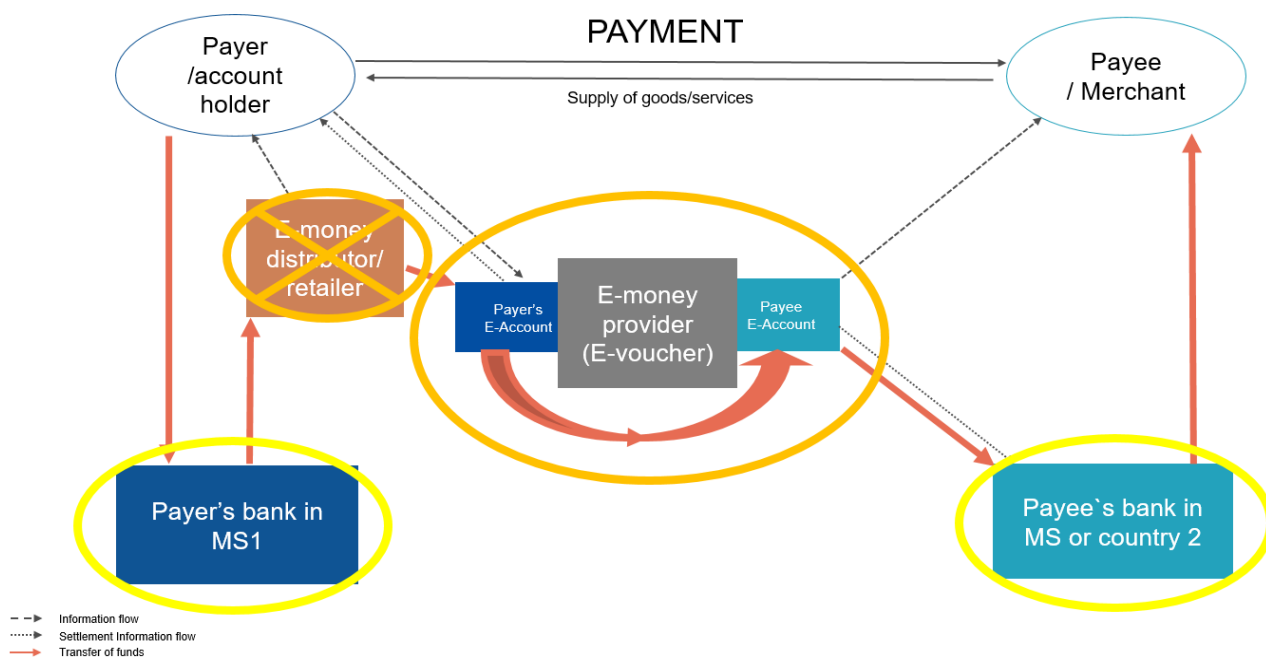 PAYMENT
Payer
/account
holder
Payee
/ Merchant
Supply of goods/services
E-money
distributor/
retailer
Payer's
E-Account
E-money
provider
(E-voucher)
Payee
E-Account
Payer's bank in
MS1
Payee`s bank in
MS or country 2
Information flow
Settlement Information flow
Transfer of funds